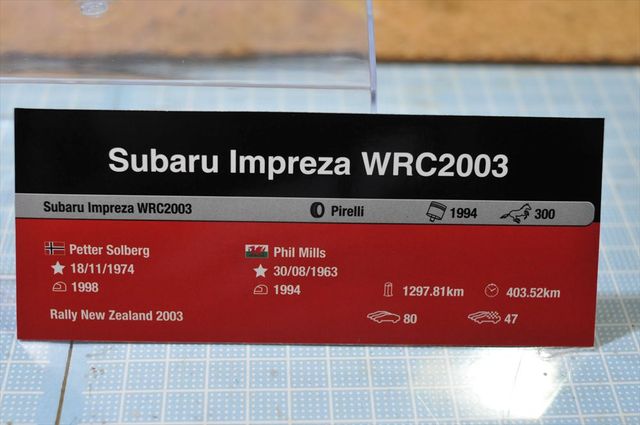 Subaru Impreza WRC2003
Subaru Impreza WRC2003 Pirelli 1994 300
Petter Solberg Phil Mills
18/11/1974 30/08/1963
1998 1994 1297.81km 403.52km
Rally New Zealand 2003 80 47